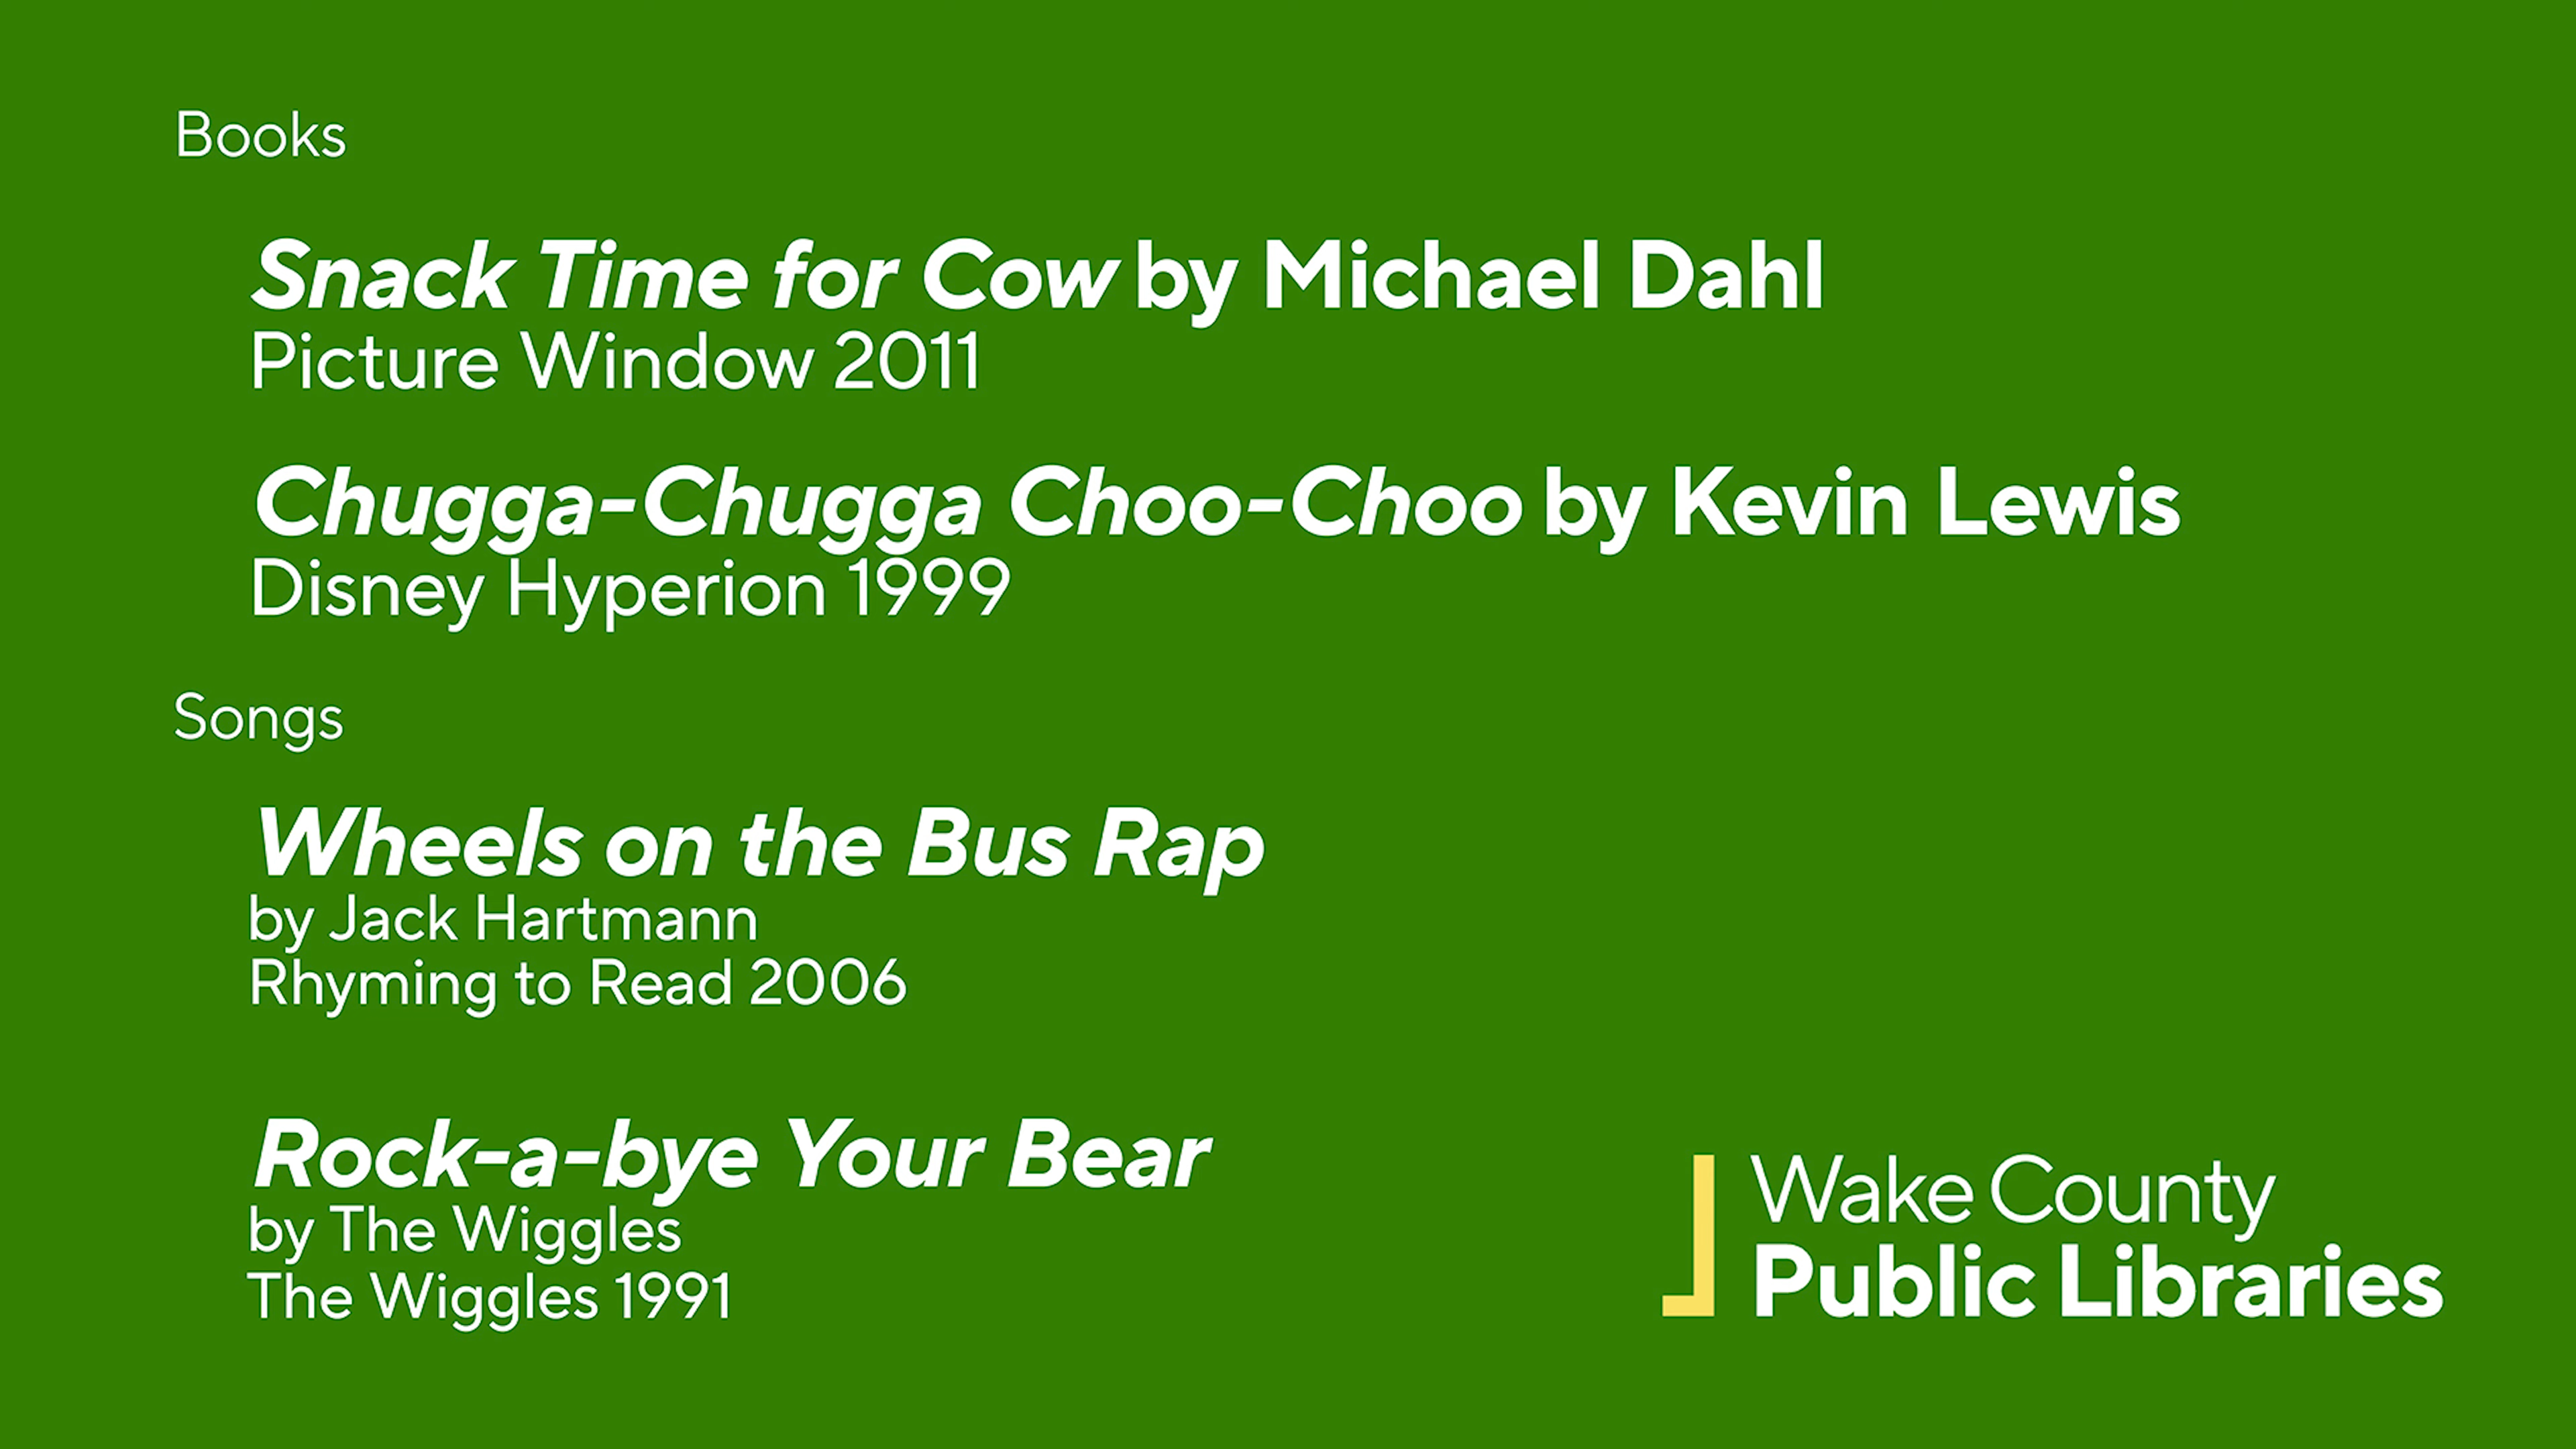 Books
Snack Time for Cow by Michael Dahl
Picture Window 2011
Chugga-Chugga Choo-Choo by Kevin Lewis
Disney Hyperion 1999
Songs
Wheels on the Bus Rap
by Jack Hartmann
Rhyming to Read 2006
Rock-a-bye Your Bear
by The Wiggles
The Wiggles 1991
Wake County
Public Libraries